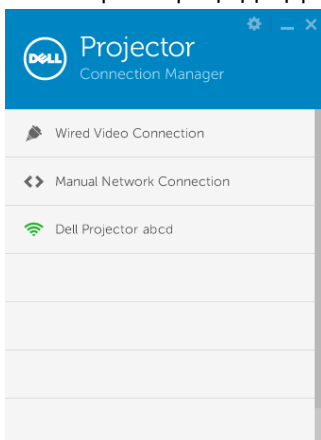 DELL
Projector
Connection Manager
Wired Video Connection
Manual Network Connection
Dell Projector abcd